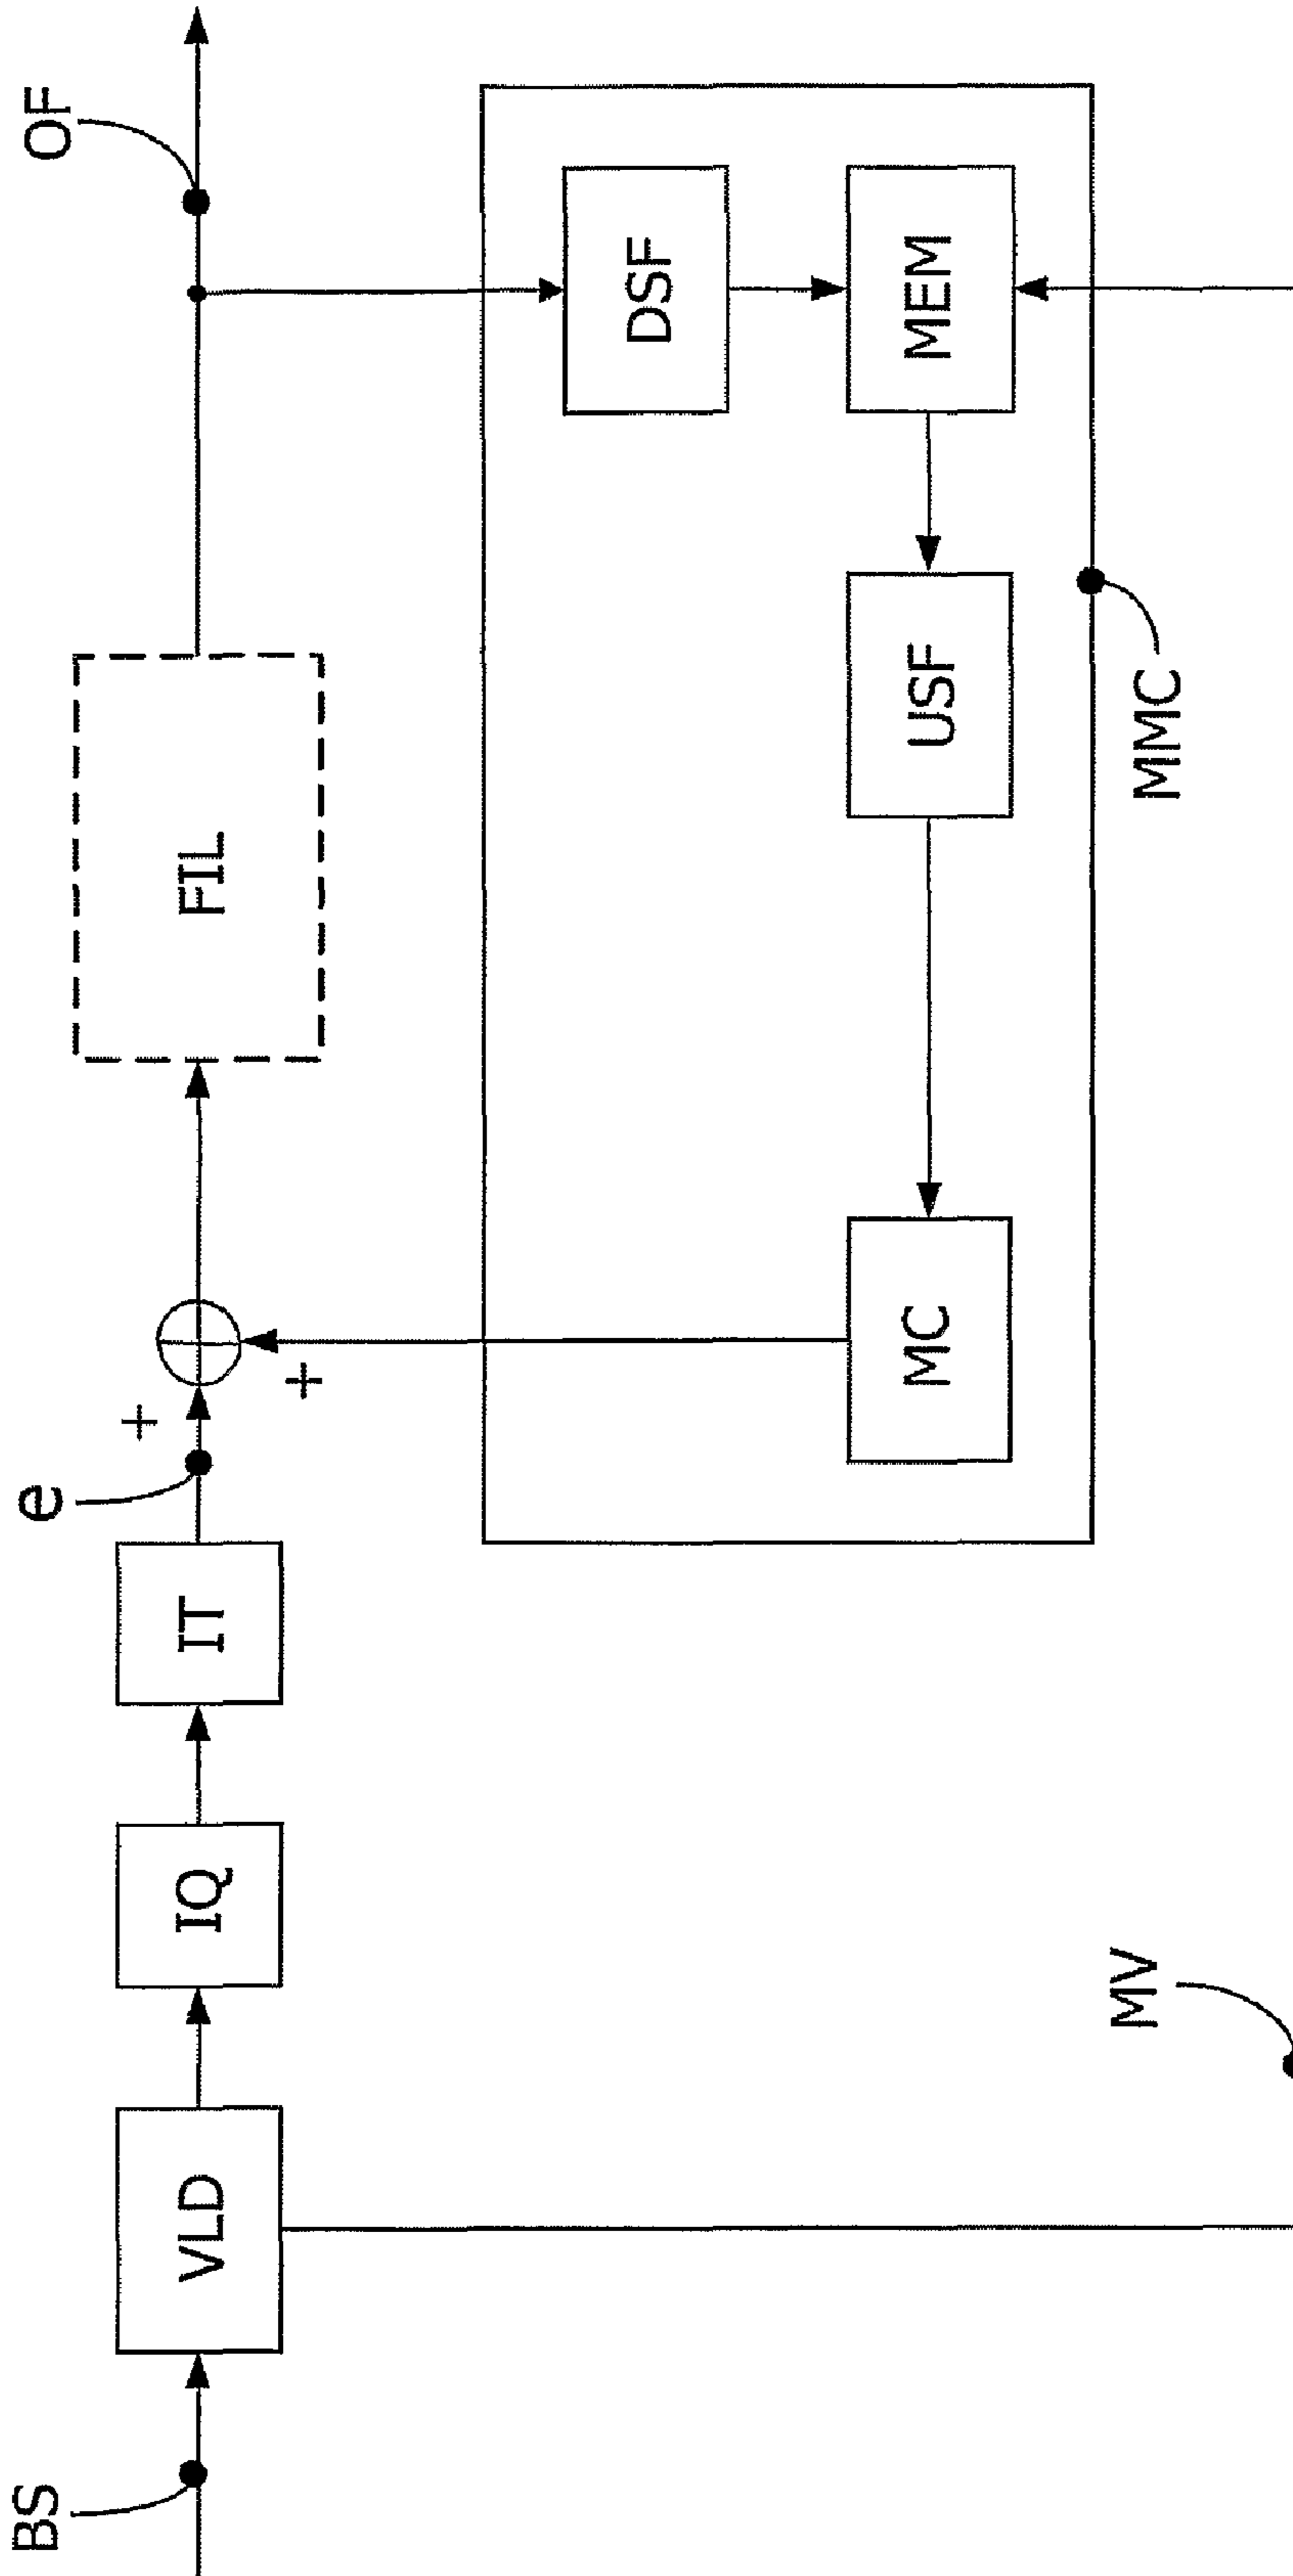 BS
VLD
IQ
IT
e
+
+
FIL
OF
DSF
MEM
USF
MC
MMC
MV